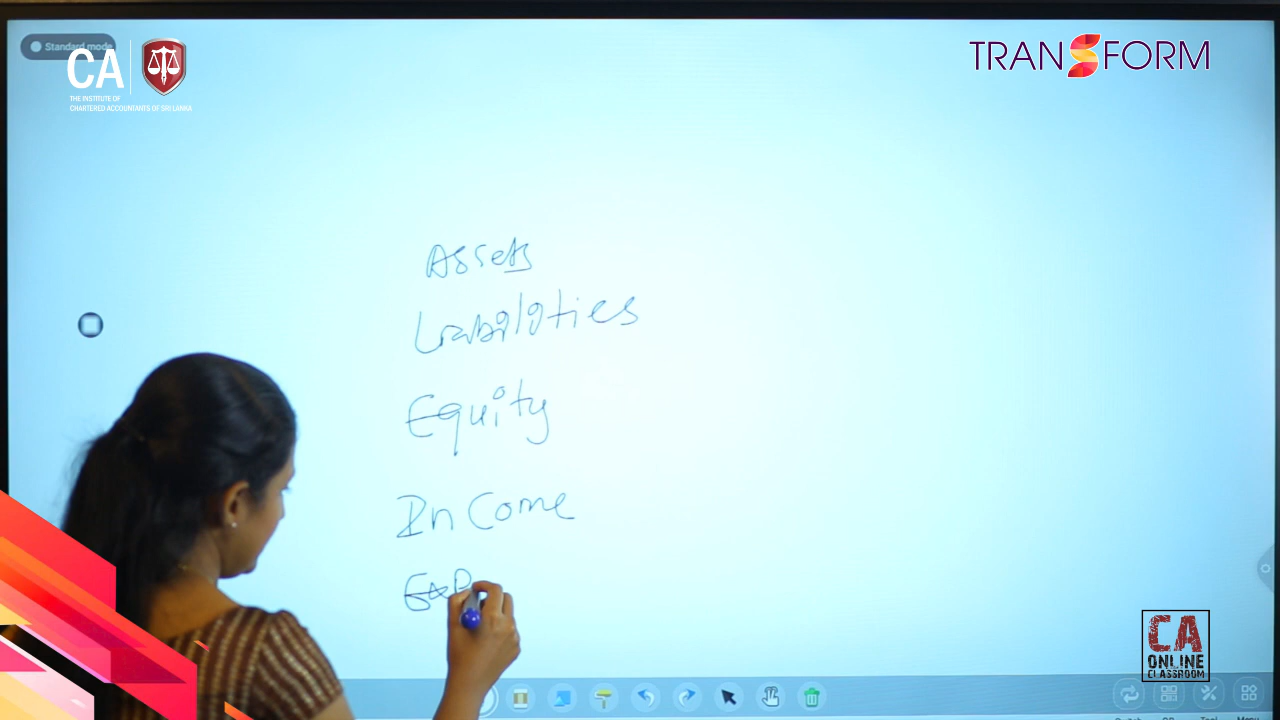 Standard mode
CA
THE INSTITUTE OF
CHARTERED ACCOUNTANTS OF SRI LANKA
TRANSFORM
Assets
Liabilities
Equity
InCome
ExP
CA
ONLINE
CLASSROOM